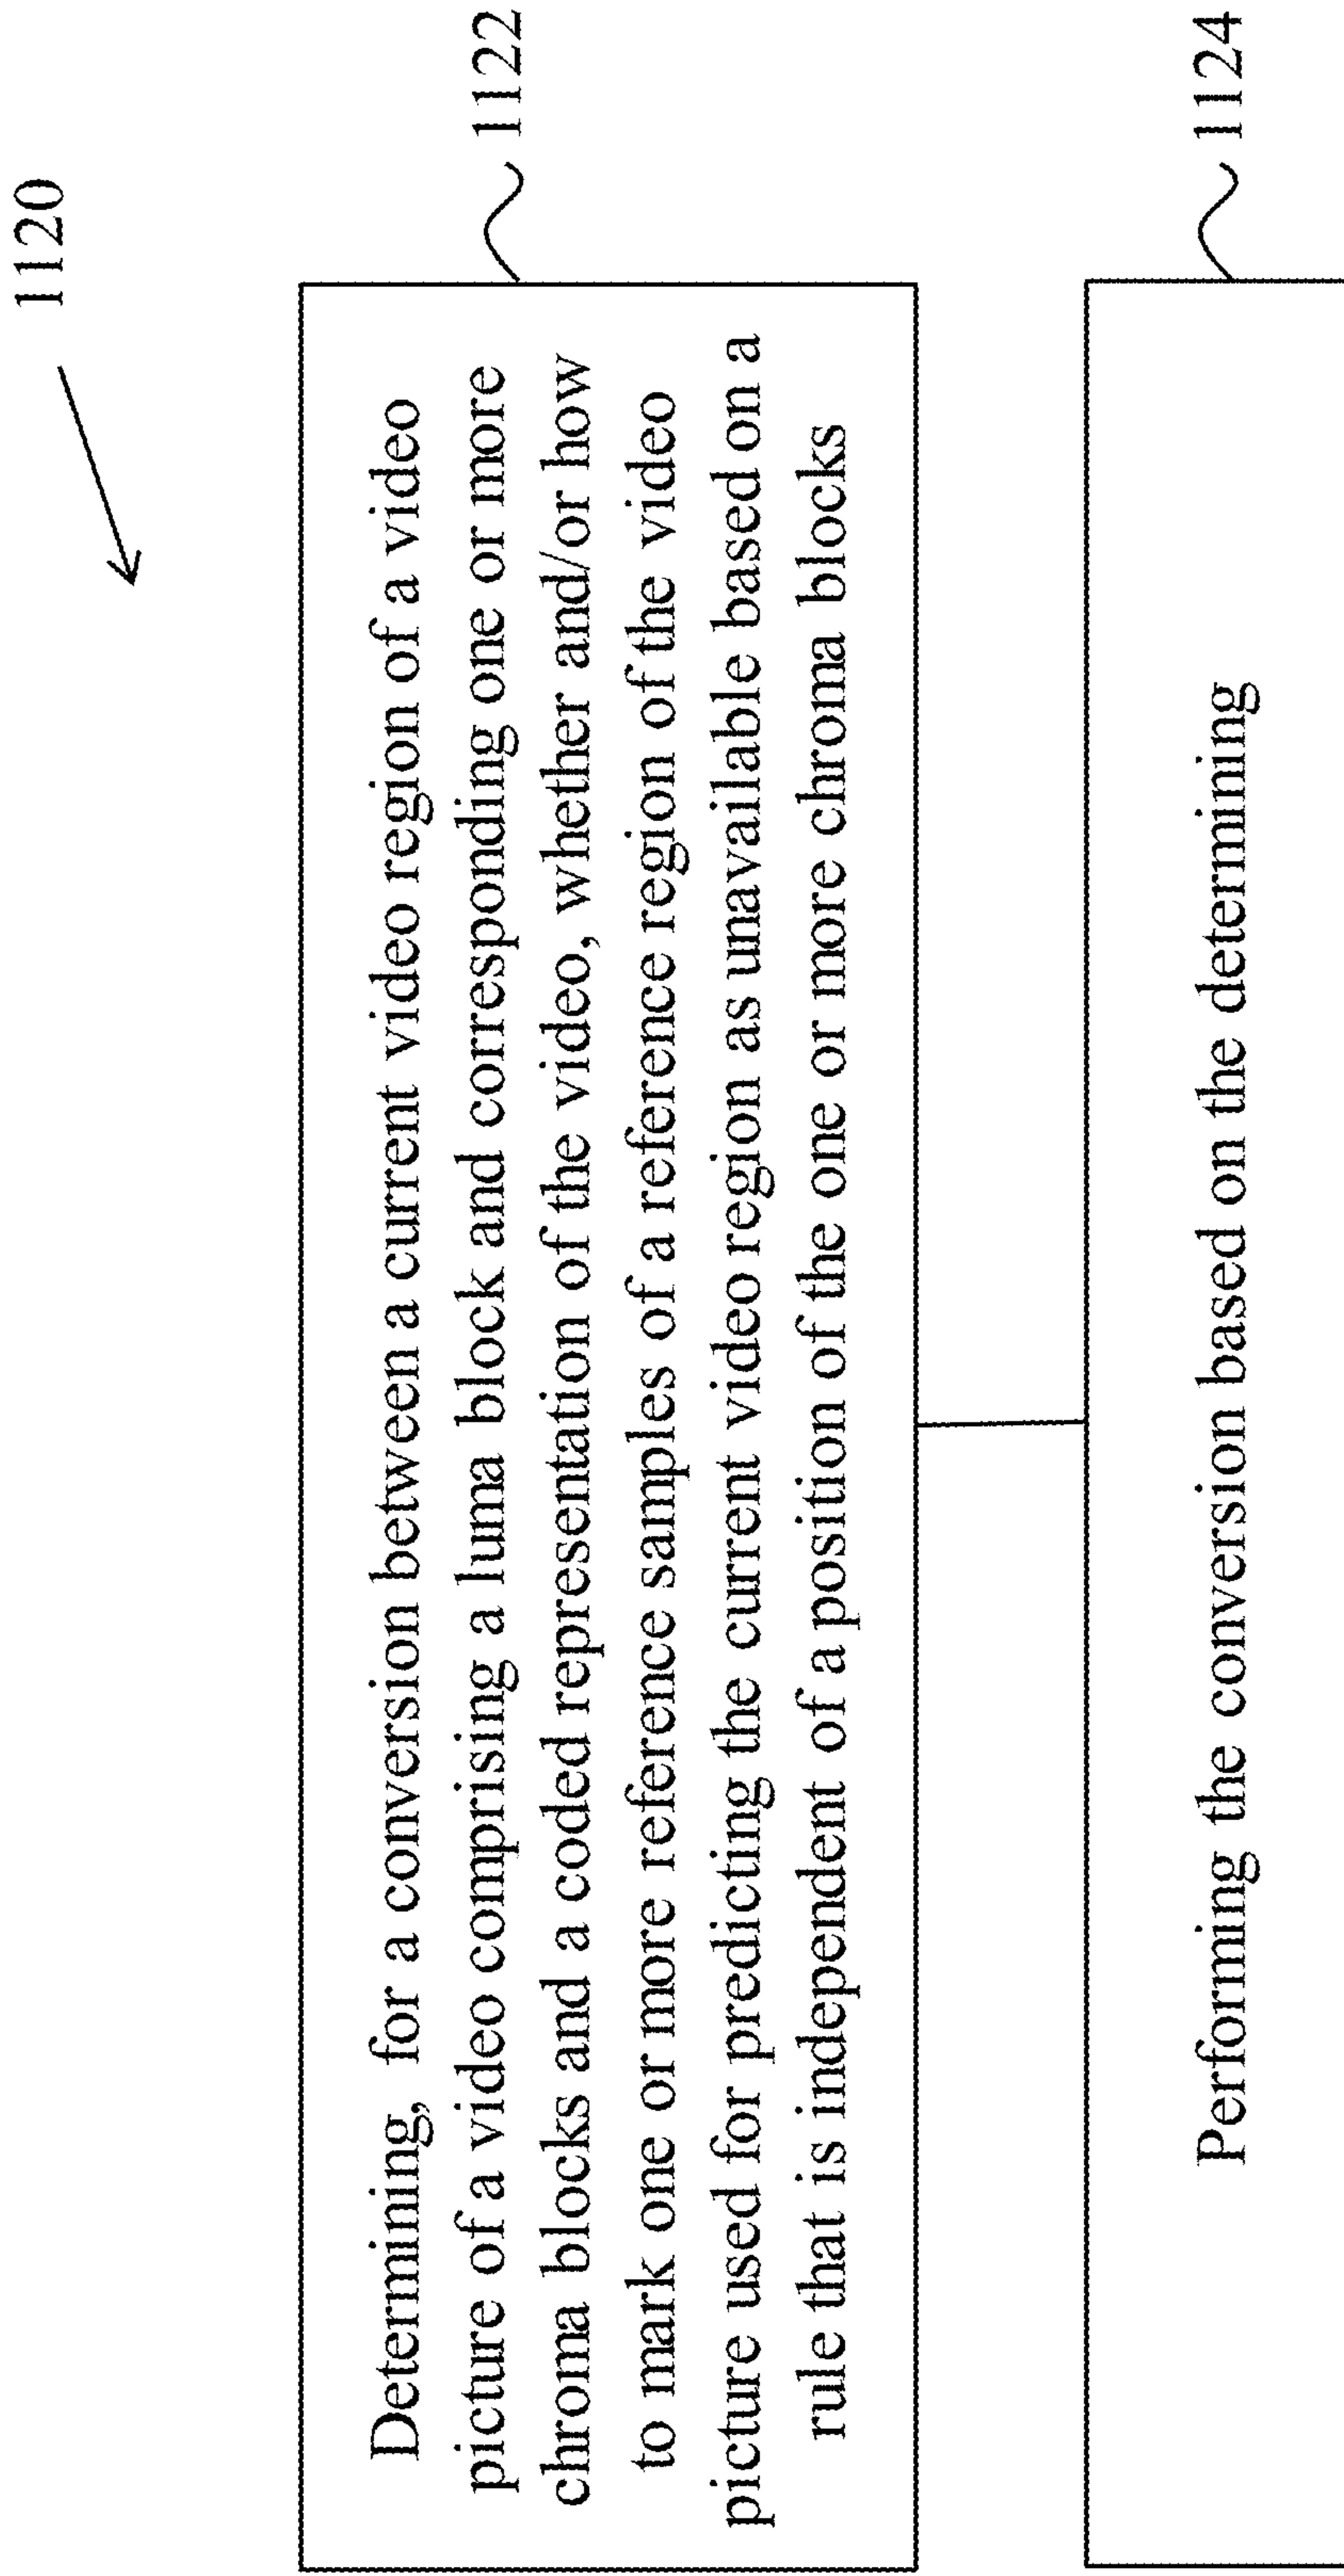 1120
Determining, for a conversion between a current video region of a video
picture of a video comprising a luma block and corresponding one or more
chroma blocks and a coded representation of the video, whether and/or how
to mark one or more reference samples of a reference region of the video
picture used for predicting the current video region as unavailable based on a
rule that is independent of a position of the one or more chroma blocks
1122
Performing the conversion based on the determining
1124